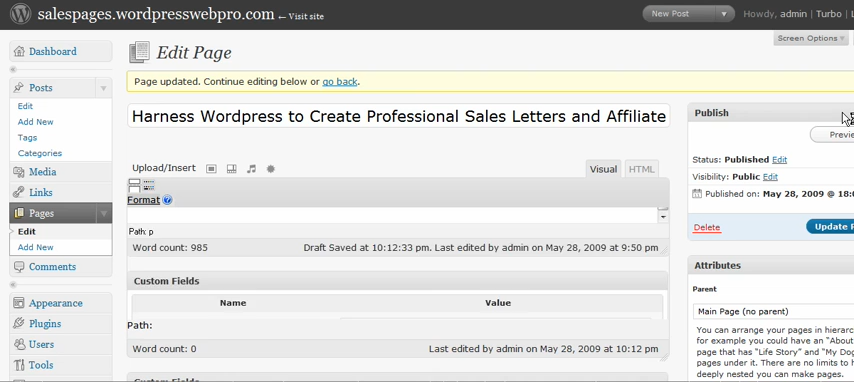 salespages.wordpresswebpro.com ← Visit site
New Post
Howdy, admin | Turbo |
Screen Options
Dashboard
Posts
Edit
Add New
Tags
Categories
Media
Links
Pages
Edit
Add New
Comments
Appearance
Plugins
Users
Tools
Edit Page
Page updated. Continue editing below or go back.
Harness Wordpress to Create Professional Sales Letters and Affiliate
Upload/Insert
Visual
HTML
Format
Path: p
Word count: 985
Draft Saved at 10:12:33 pm. Last edited by admin on May 28, 2009 at 9:50 pm
Custom Fields
Name Value
Path:
Word count: 0
Last edited by admin on May 28, 2009 at 10:12 pm
Custom Fields
Publish
Previe
Status: Published Edit
Visibility: Public Edit
Published on: May 28, 2009 @ 18:
Delete
Update P
Attributes
Parent
Main Page (no parent)
You can arrange your pages in hierarc
for example you could have an "About
page that has "Life Story" and "My Dog
pages under it. There are no limits to h
deeply nested you can make pages.